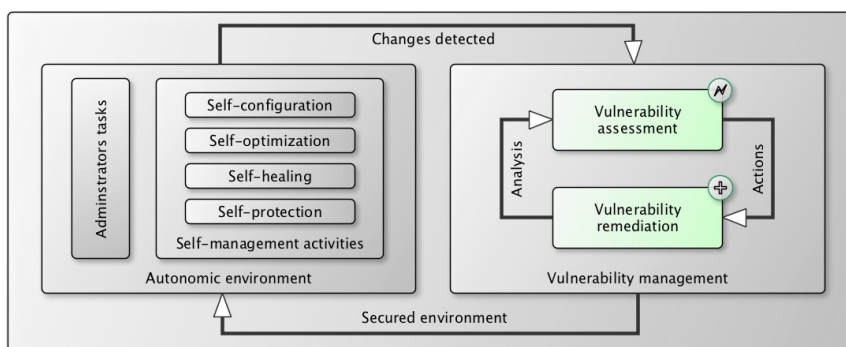 Changes detected
Adminstrators tasks
Self-configuration
Self-optimization
Self-healing
Self-protection
Self-management activities
Autonomic environment
Vulnerability
assessment
Analysis
Actions
Vulnerability
remediation
Vulnerability management
Secured environment